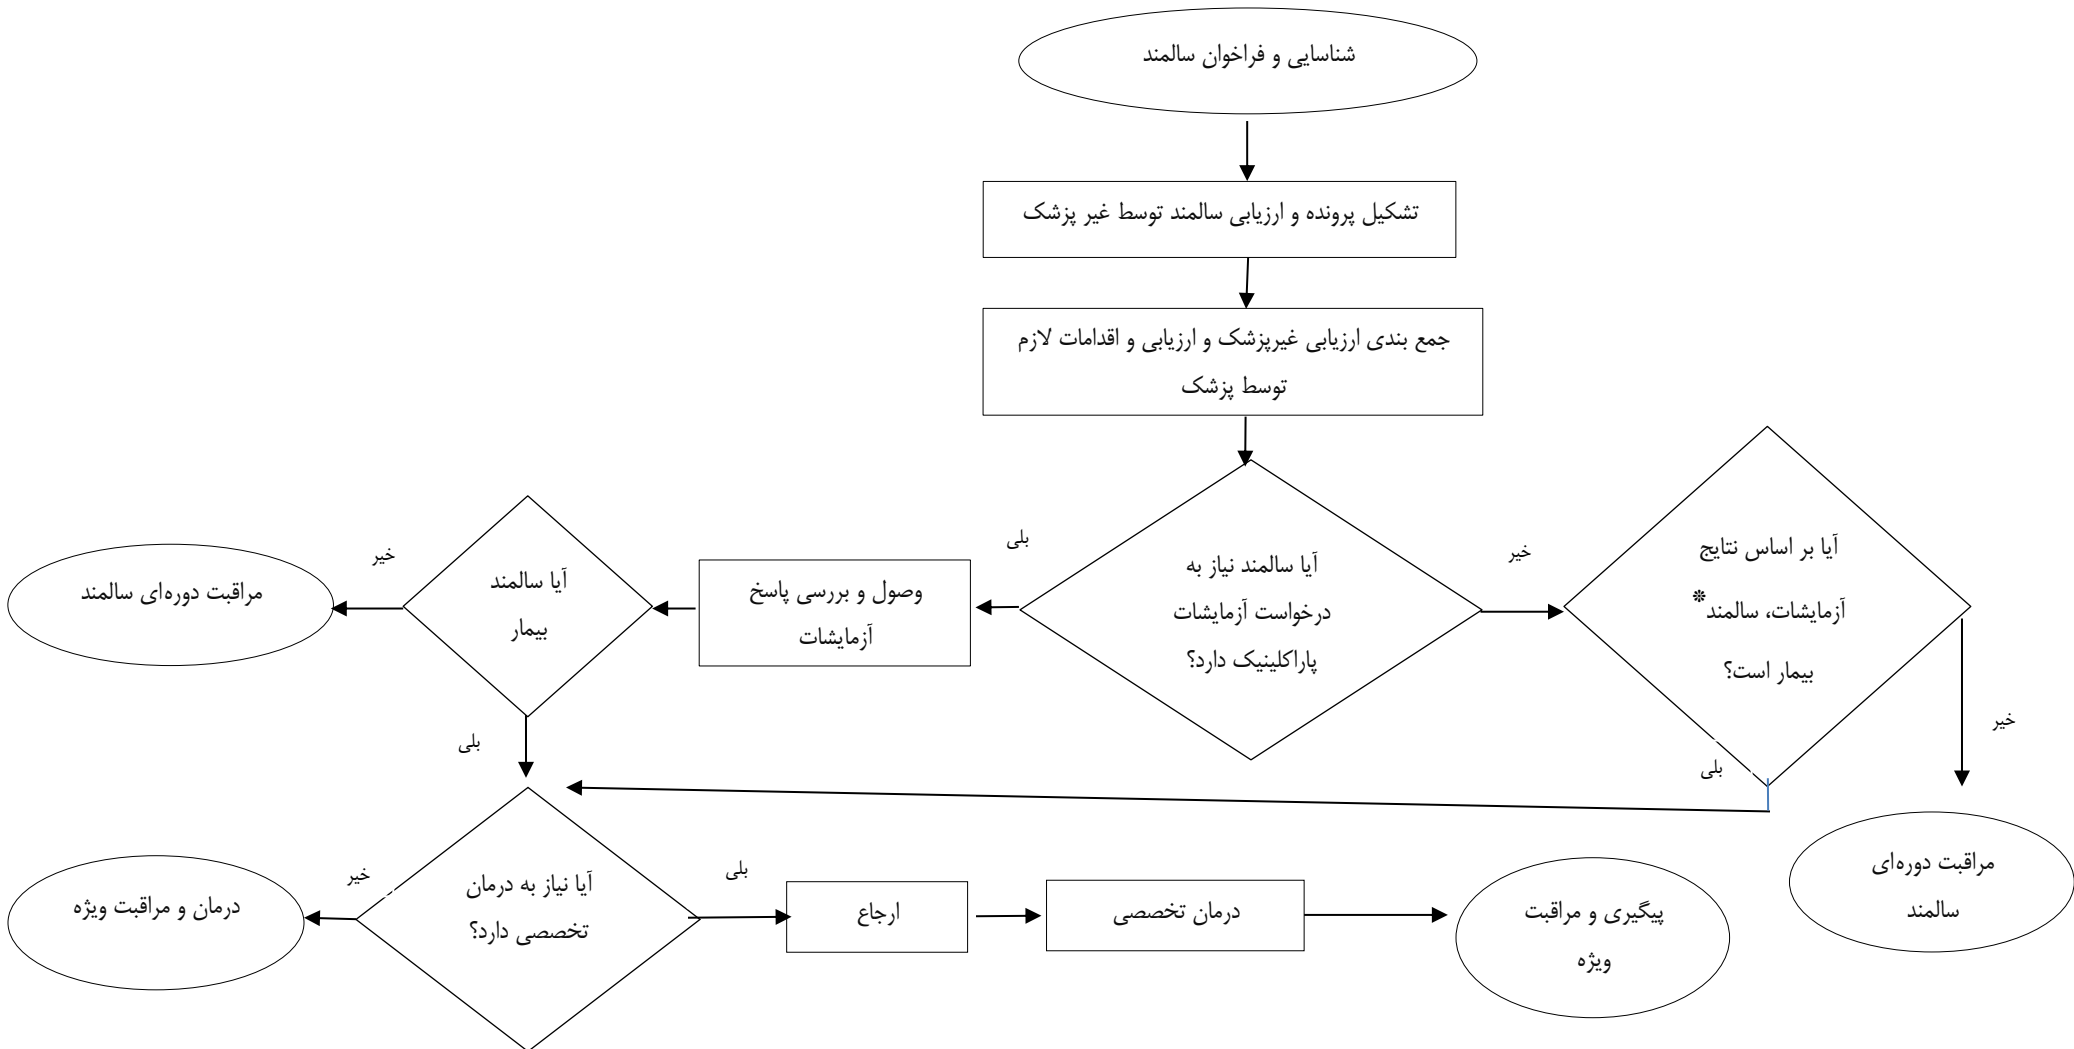 شناسایی و فراخوان سالمند
تشکیل پرونده و ارزیابی سالمند توسط غیر پزشک
جمع بندی ارزیابی غیرپزشک و ارزیابی و اقدامات لازم
توسط پزشک
آیا سالمند نیاز به
درخواست آزمایشات
پاراکلینیک دارد؟
خیر
آیا بر اساس نتایج
آزمایشات، سالمند*
بیمار است؟
خیر
مراقبت دوره‌ای
سالمند
بلی
بلی
وصول و بررسی پاسخ
آزمایشات
آیا سالمند
بیمار
خیر
مراقبت دوره‌ای سالمند
بلی
آیا نیاز به درمان
تخصصی دارد؟
خیر
درمان و مراقبت ویژه
بلی
ارجاع
درمان تخصصی
پیگیری و مراقبت
ویژه